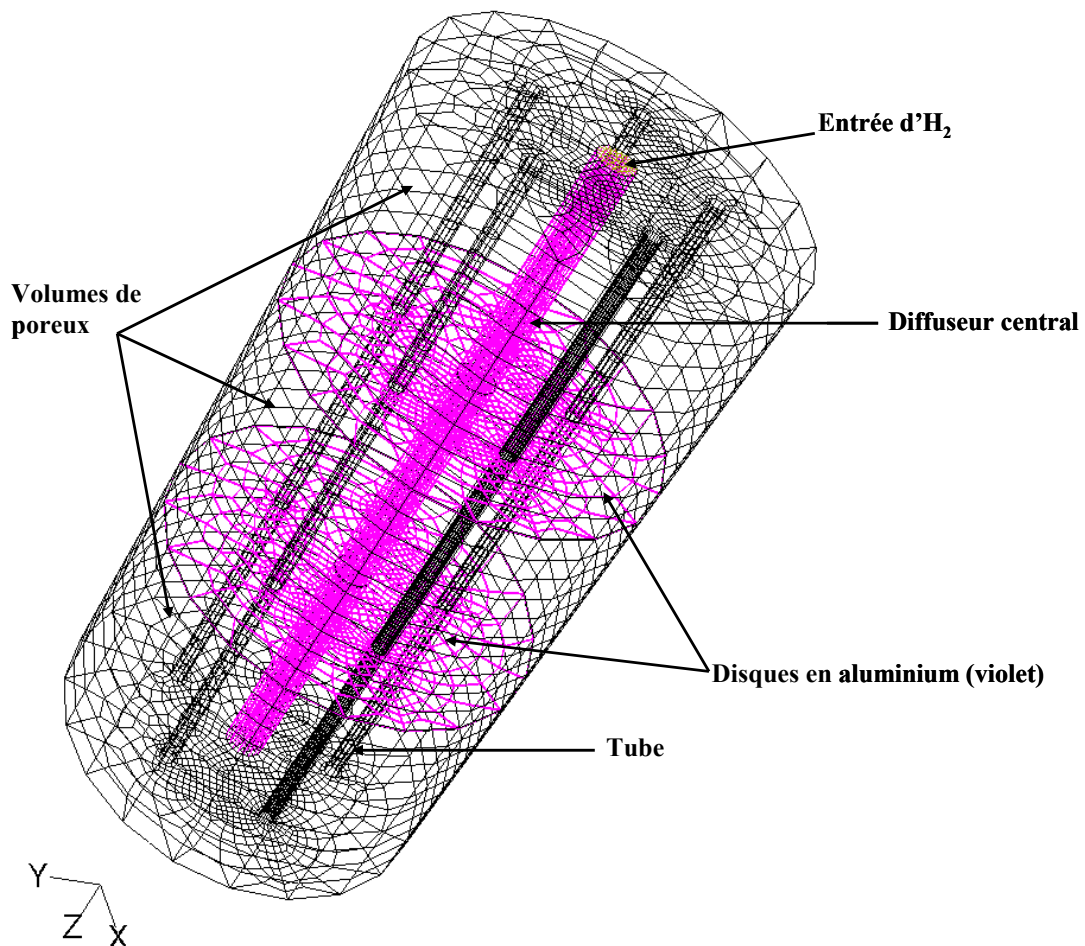 Entrée d’H₂
Volumes de
poreux
Diffuseur central
Disques en aluminium (violet)
Tube
Y
Z
X